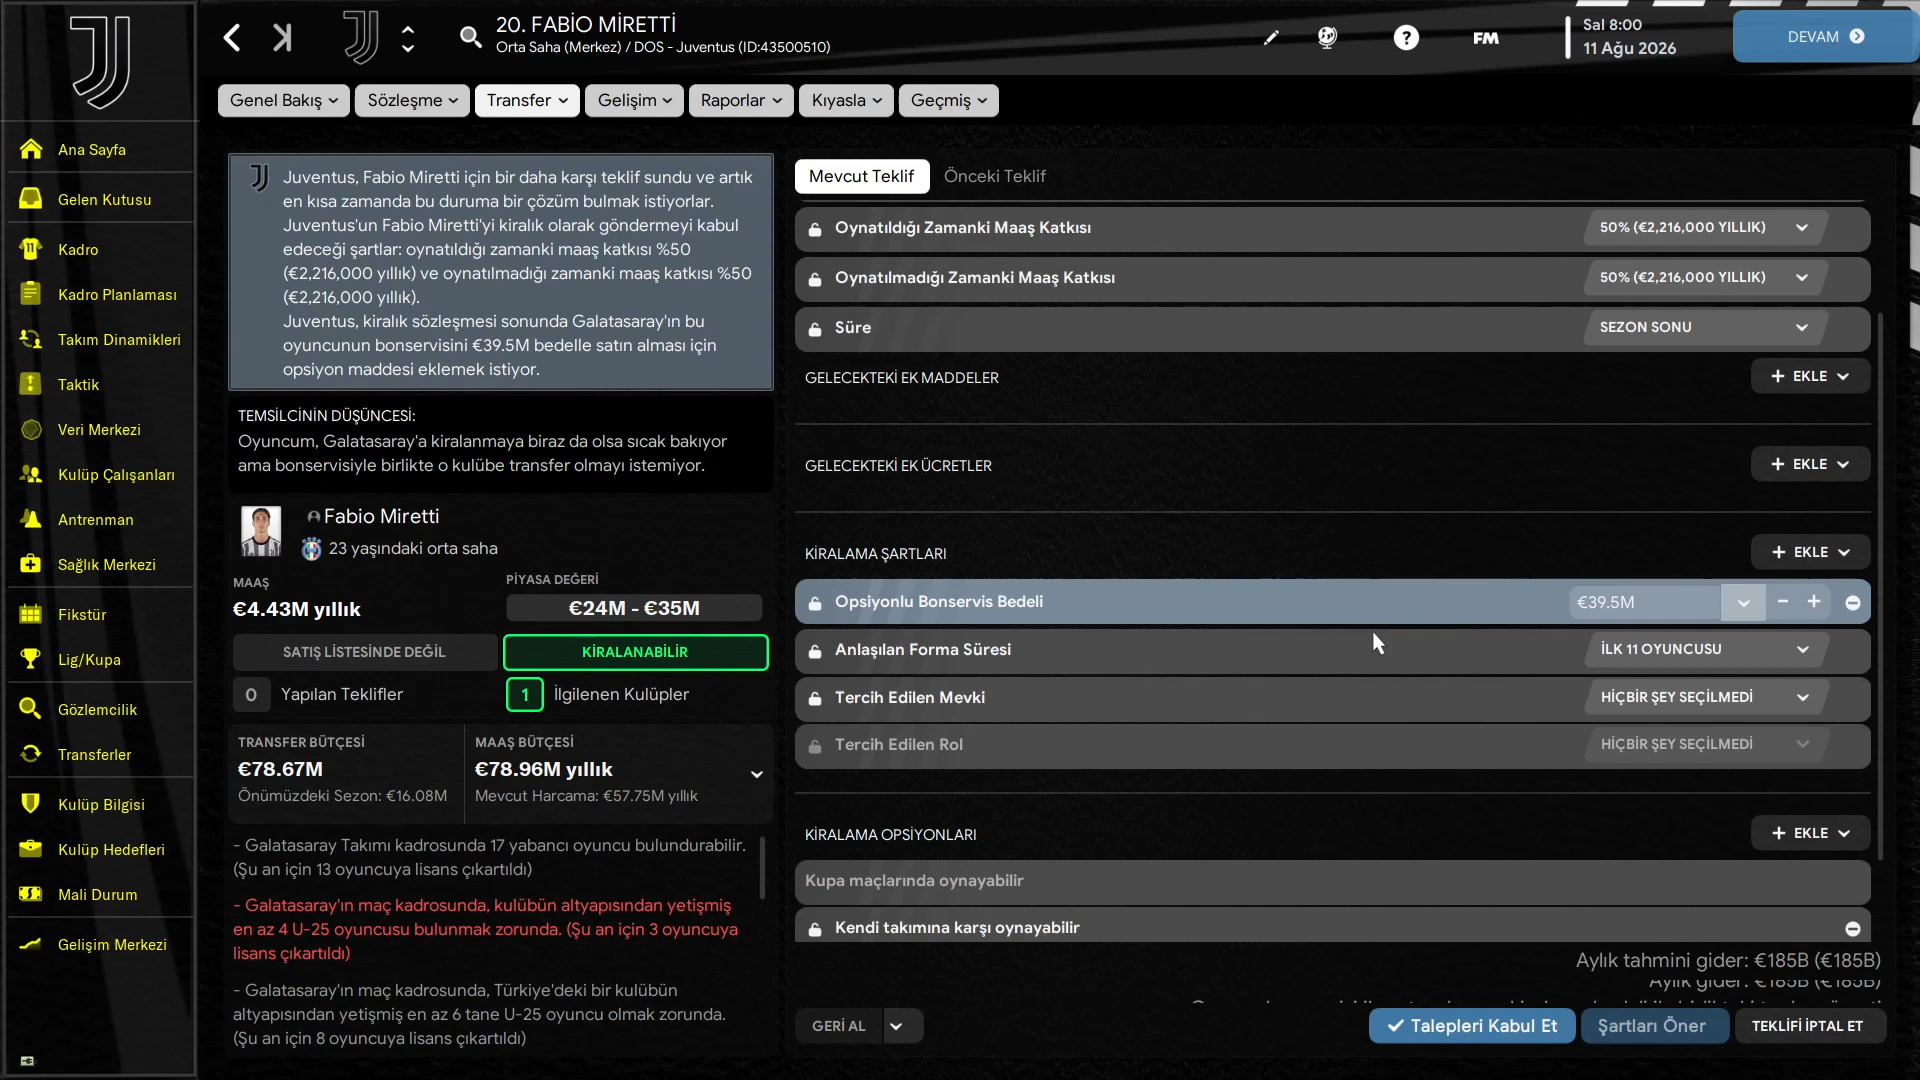 20. FABİO MİRETTİ
Orta Saha (Merkez) / DOS - Juventus (ID:43500510)
FM
Sal 8:00
11 Ağu 2026
DEVAM
Genel Bakış
Sözleşme
Transfer
Gelişim
Raporlar
Kıyasla
Geçmiş
Ana Sayfa
Gelen Kutusu
Kadro
Kadro Planlaması
Takım Dinamikleri
Taktik
Veri Merkezi
Kulüp Çalışanları
Antrenman
Sağlık Merkezi
Fikstür
Lig/Kupa
Gözlemcilik
Transferler
Kulüp Bilgisi
Kulüp Hedefleri
Mali Durum
Gelişim Merkezi
Juventus, Fabio Miretti için bir daha karşı teklif sundu ve artık
en kısa zamanda bu duruma bir çözüm bulmak istiyorlar.
Juventus'un Fabio Miretti'yi kiralık olarak göndermeyi kabul
edeceği şartlar: oynatıldığı zamanki maaş katkısı %50
(€2,216,000 yıllık) ve oynatılmadığı zamanki maaş katkısı %50
(€2,216,000 yıllık).
Juventus, kiralık sözleşmesi sonunda Galatasaray'ın bu
oyuncunun bonservisini €39.5M bedelle satın alması için
opsiyon maddesi eklemek istiyor.
TEMSİLCİNİN DÜŞÜNCESİ:
Oyuncum, Galatasaray'a kiralanmaya biraz da olsa sıcak bakıyor
ama bonservisiyle birlikte o kulübe transfer olmayı istemiyor.
Fabio Miretti
23 yaşındaki orta saha
MAAŞ
€4.43M yıllık
PİYASA DEĞERİ
€24M - €35M
SATIŞ LİSTESİNDE DEĞİL
KİRALANABİLİR
0 Yapılan Teklifler
1 İlgilenen Kulüpler
TRANSFER BÜTÇESİ
€78.67M
Önümüzdeki Sezon: €16.08M
MAAŞ BÜTÇESİ
€78.96M yıllık
Mevcut Harcama: €57.75M yıllık
- Galatasaray Takımı kadrosunda 17 yabancı oyuncu bulundurabilir.
(Şu an için 13 oyuncuya lisans çıkartıldı)
- Galatasaray'ın maç kadrosunda, kulübün altyapısından yetişmiş
en az 4 U-25 oyuncusu bulunmak zorunda. (Şu an için 3 oyuncuya
lisans çıkartıldı)
- Galatasaray'ın maç kadrosunda, Türkiye'deki bir kulübün
altyapısından yetişmiş en az 6 tane U-25 oyuncu olmak zorunda.
(Şu an için 8 oyuncuya lisans çıkartıldı)
Mevcut Teklif
Önceki Teklif
Oynatıldığı Zamanki Maaş Katkısı
50% (€2,216,000 YILLIK)
Oynatılmadığı Zamanki Maaş Katkısı
50% (€2,216,000 YILLIK)
Süre
SEZON SONU
GELECEKTEKİ EK MADDELER
+ EKLE
GELECEKTEKİ EK ÜCRETLER
+ EKLE
KİRALAMA ŞARTLARI
+ EKLE
Opsiyonlu Bonservis Bedeli
€39.5M
Anlaşılan Forma Süresi
İLK 11 OYUNCUSU
Tercih Edilen Mevki
HİÇBİR ŞEY SEÇİLMEDİ
Tercih Edilen Rol
HİÇBİR ŞEY SEÇİLMEDİ
KİRALAMA OPSİYONLARI
+ EKLE
Kupa maçlarında oynayabilir
Kendi takımına karşı oynayabilir
Aylık tahmini gider: €185B (€185B)
Aylık gider: €185B (€185B)
GERİ AL
Talepleri Kabul Et
Şartları Öner
TEKLİFİ İPTAL ET